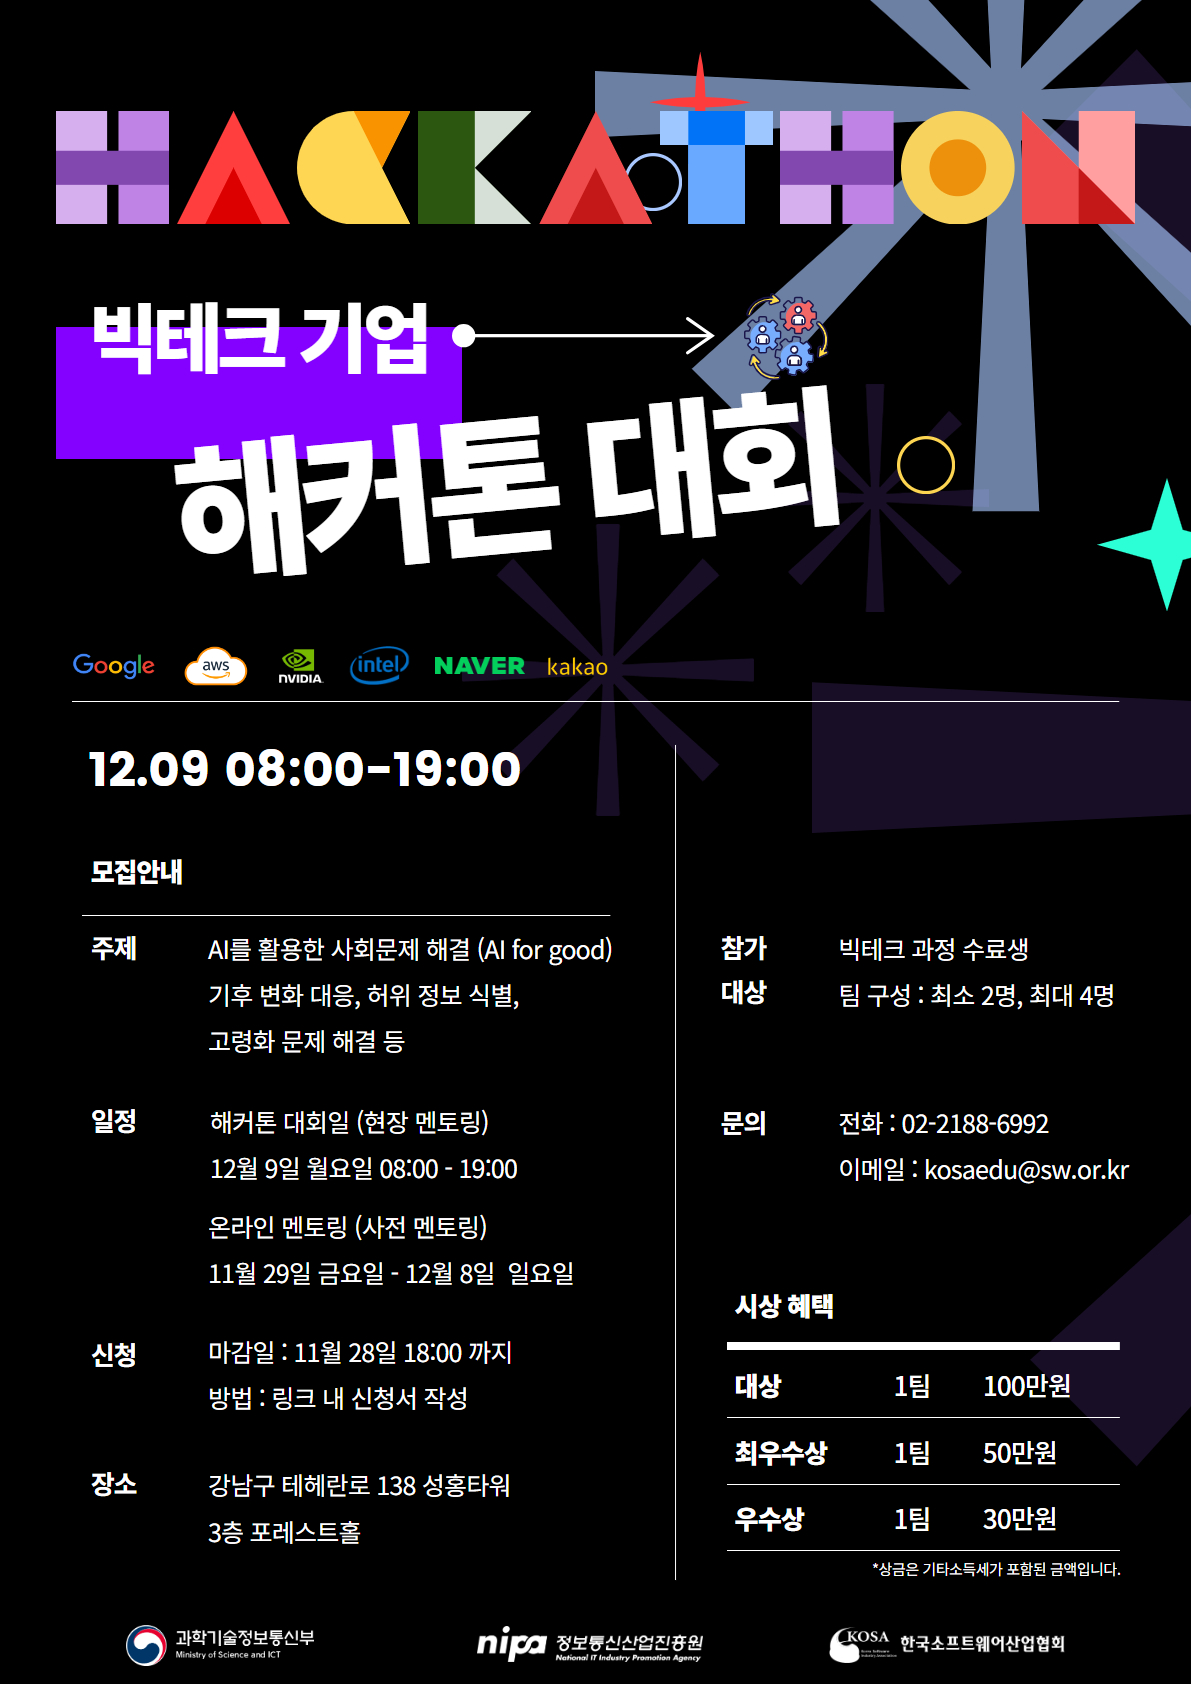 HACKATHON
빅테크 기업
해커톤 대회
Google aws NVIDIA intel NAVER kakao
12.09 08:00-19:00
모집안내
주제 AI를 활용한 사회문제 해결 (AI for good)
기후 변화 대응, 허위 정보 식별,
고령화 문제 해결 등
일정 해커톤 대회일 (현장 멘토링)
12월 9일 월요일 08:00 - 19:00
온라인 멘토링 (사전 멘토링)
11월 29일 금요일 - 12월 8일 일요일
신청 마감일 : 11월 28일 18:00 까지
방법 : 링크 내 신청서 작성
장소 강남구 테헤란로 138 성홍타워
3층 포레스트홀
참가 빅테크 과정 수료생
대상 팀 구성 : 최소 2명, 최대 4명
문의 전화 : 02-2188-6992
이메일 : kosaedu@sw.or.kr
시상 혜택
대상 1팀 100만원
최우수상 1팀 50만원
우수상 1팀 30만원
*상금은 기타소득세가 포함된 금액입니다.
과학기술정보통신부
Ministry of Science and ICT
nipa 정보통신산업진흥원
National IT Industry Promotion Agency
KOSA 한국소프트웨어산업협회